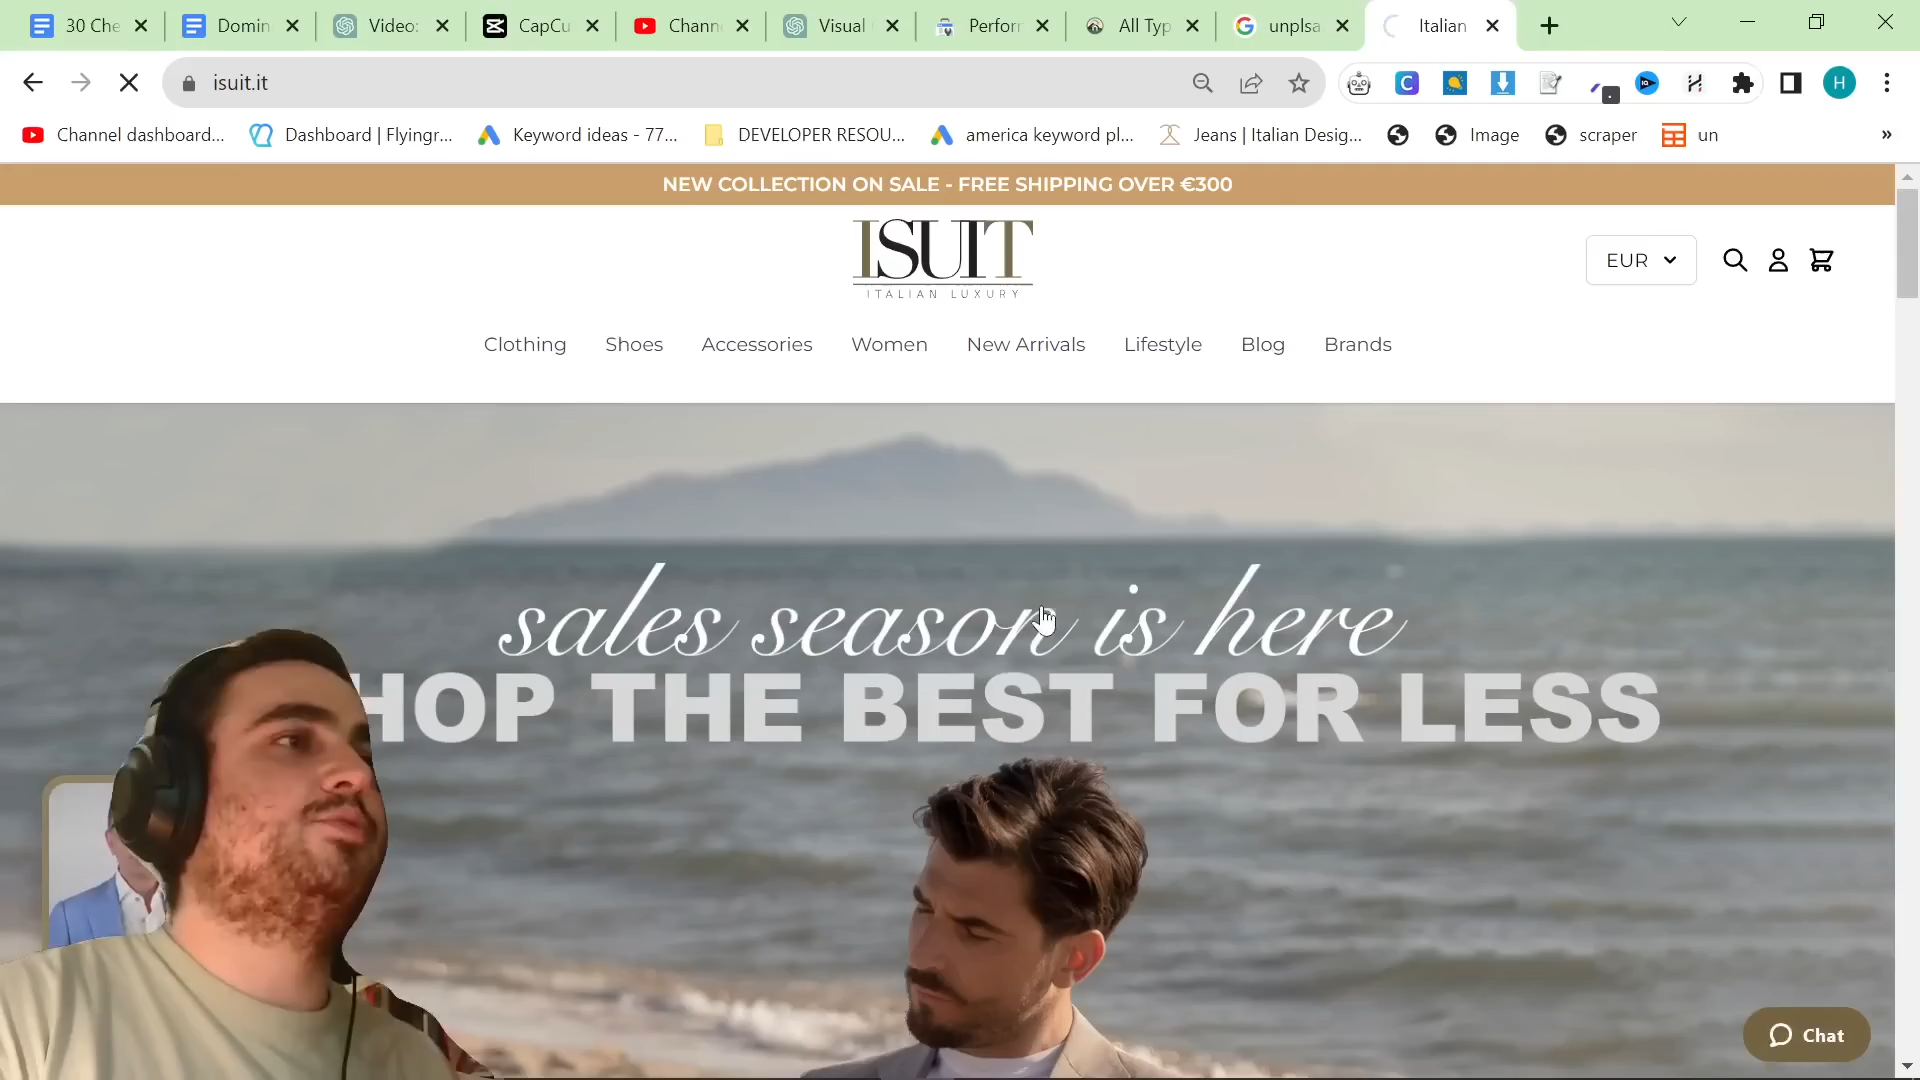 30 Che
Domin
Video:
CapCu
Chann
Visual
Perforr
All Typ
unplsa
Italian
isuit.it
H
Channel dashboard...
Dashboard | Flyingr...
Keyword ideas - 77...
DEVELOPER RESOU...
america keyword pl...
Jeans | Italian Desig...
Image
scraper
un
»
NEW COLLECTION ON SALE - FREE SHIPPING OVER €300
ISUIT
ITALIAN LUXURY
EUR
Clothing
Shoes
Accessories
Women
New Arrivals
Lifestyle
Blog
Brands
sales season is here
HOP THE BEST FOR LESS
Chat